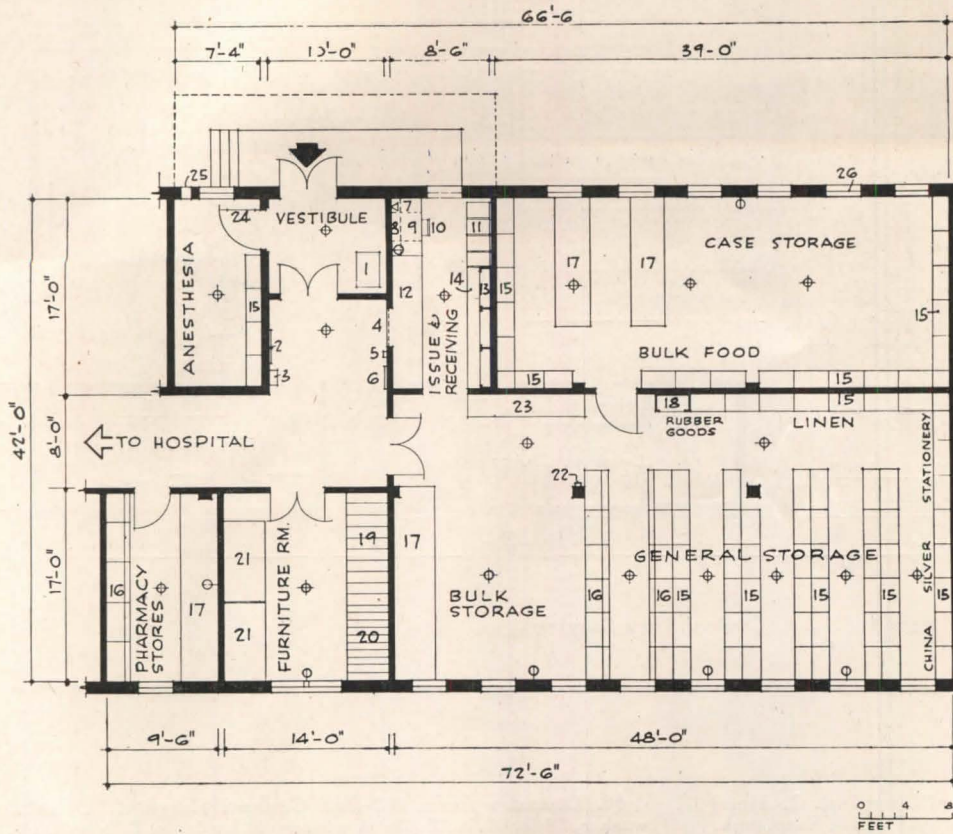 66'-6
7'-4" 10'-0" 8'-6" 39'-0"
25 26
24 VESTIBULE 7
8 9 10 11
CASE STORAGE
ANESTHESIA
1
17 17
15
12 14 13 15
15
17'-0"
2 4
3 5
6
ISSUE &
RECEIVING
BULK FOOD
15 15
23 18 15
RUBBER
GOODS
LINEN
STATIONERY
42'-0"
8'-0"
TO HOSPITAL
22
17'-0"
21 19 17
GENERAL STORAGE
SILVER
16 17
BULK
STORAGE
16 16 15 15 15 15 15
PHARMACY
STORES
21 20
FURNITURE RM.
CHINA
9'-6" 14'-0" 48'-0"
72'-6"
0 4 8
FEET